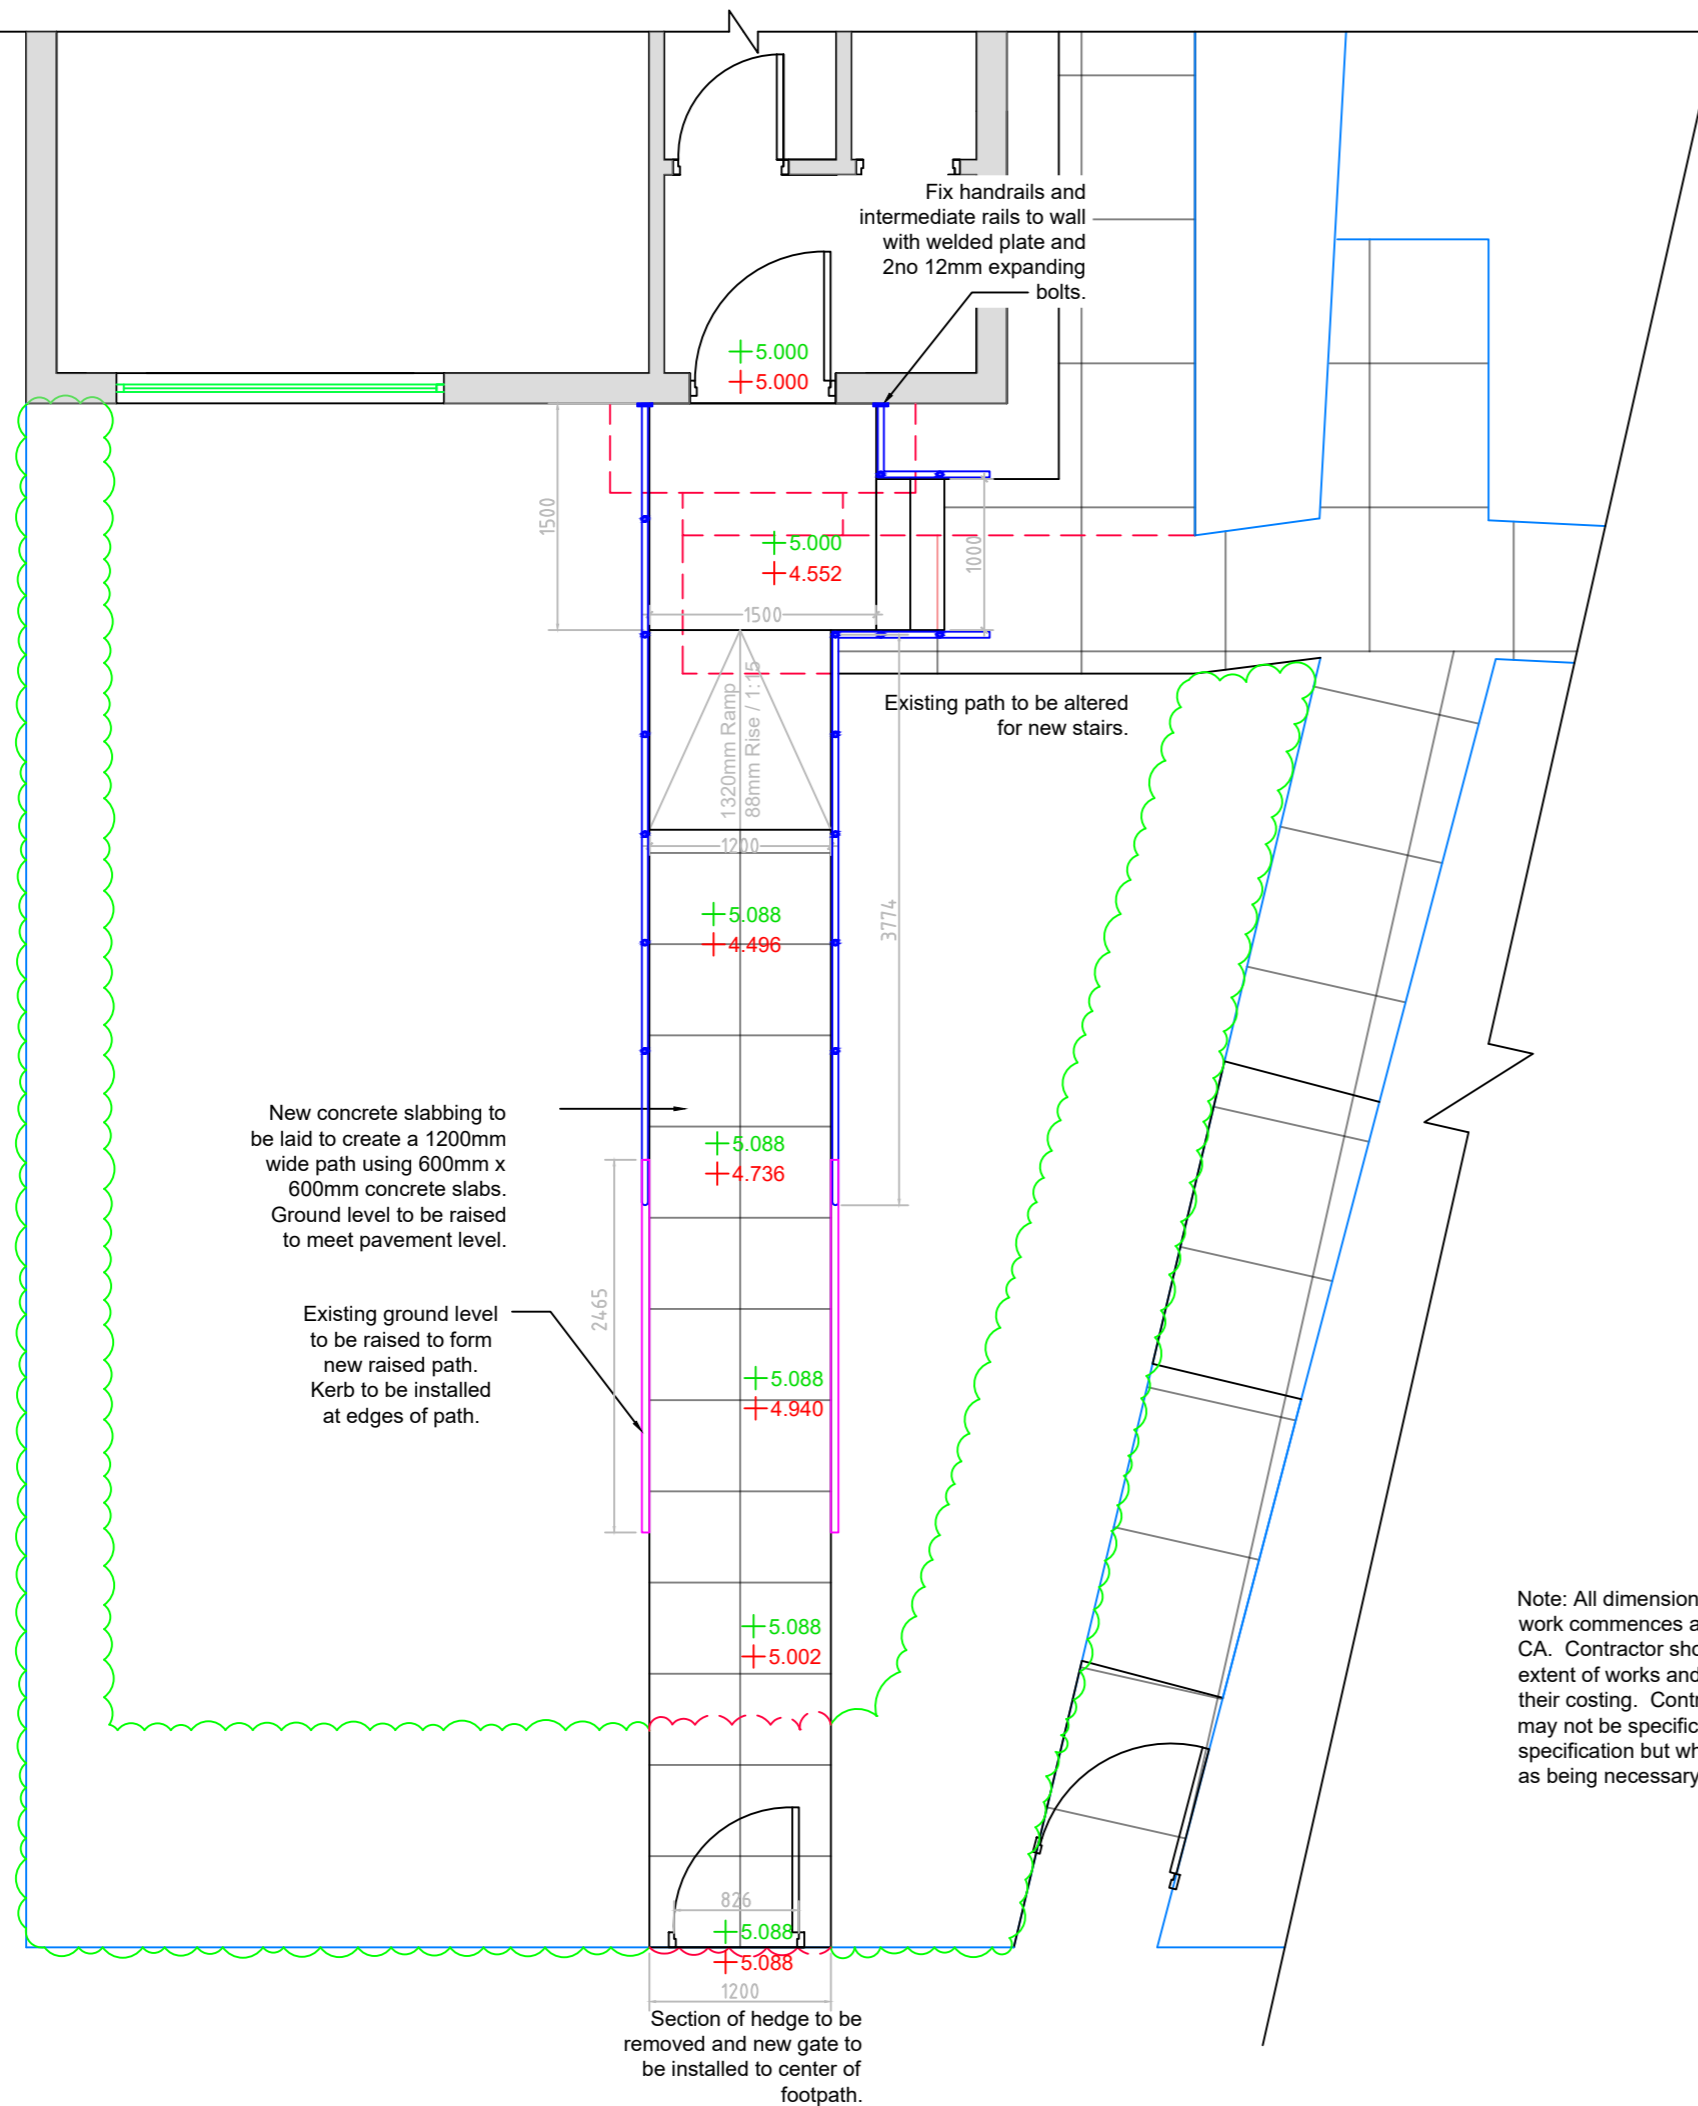 Fix handrails and
intermediate rails to wall
with welded plate and
2no 12mm expanding
bolts.
5.000
5.000
1500
5.000
4.552
1000
1500
1320mm Ramp
88mm Rise / 1:15
Existing path to be altered
for new stairs.
1200
5.088
4.496
3774
New concrete slabbing to
be laid to create a 1200mm
wide path using 600mm x
600mm concrete slabs.
Ground level to be raised
to meet pavement level.
5.088
4.736
2465
Existing ground level
to be raised to form
new raised path.
Kerb to be installed
at edges of path.
5.088
4.940
5.088
5.002
Note: All dimension
work commences a
CA. Contractor sho
extent of works and
their costing. Contr
may not be specific
specification but wh
as being necessary
826
5.088
5.088
1200
Section of hedge to be
removed and new gate to
be installed to center of
footpath.